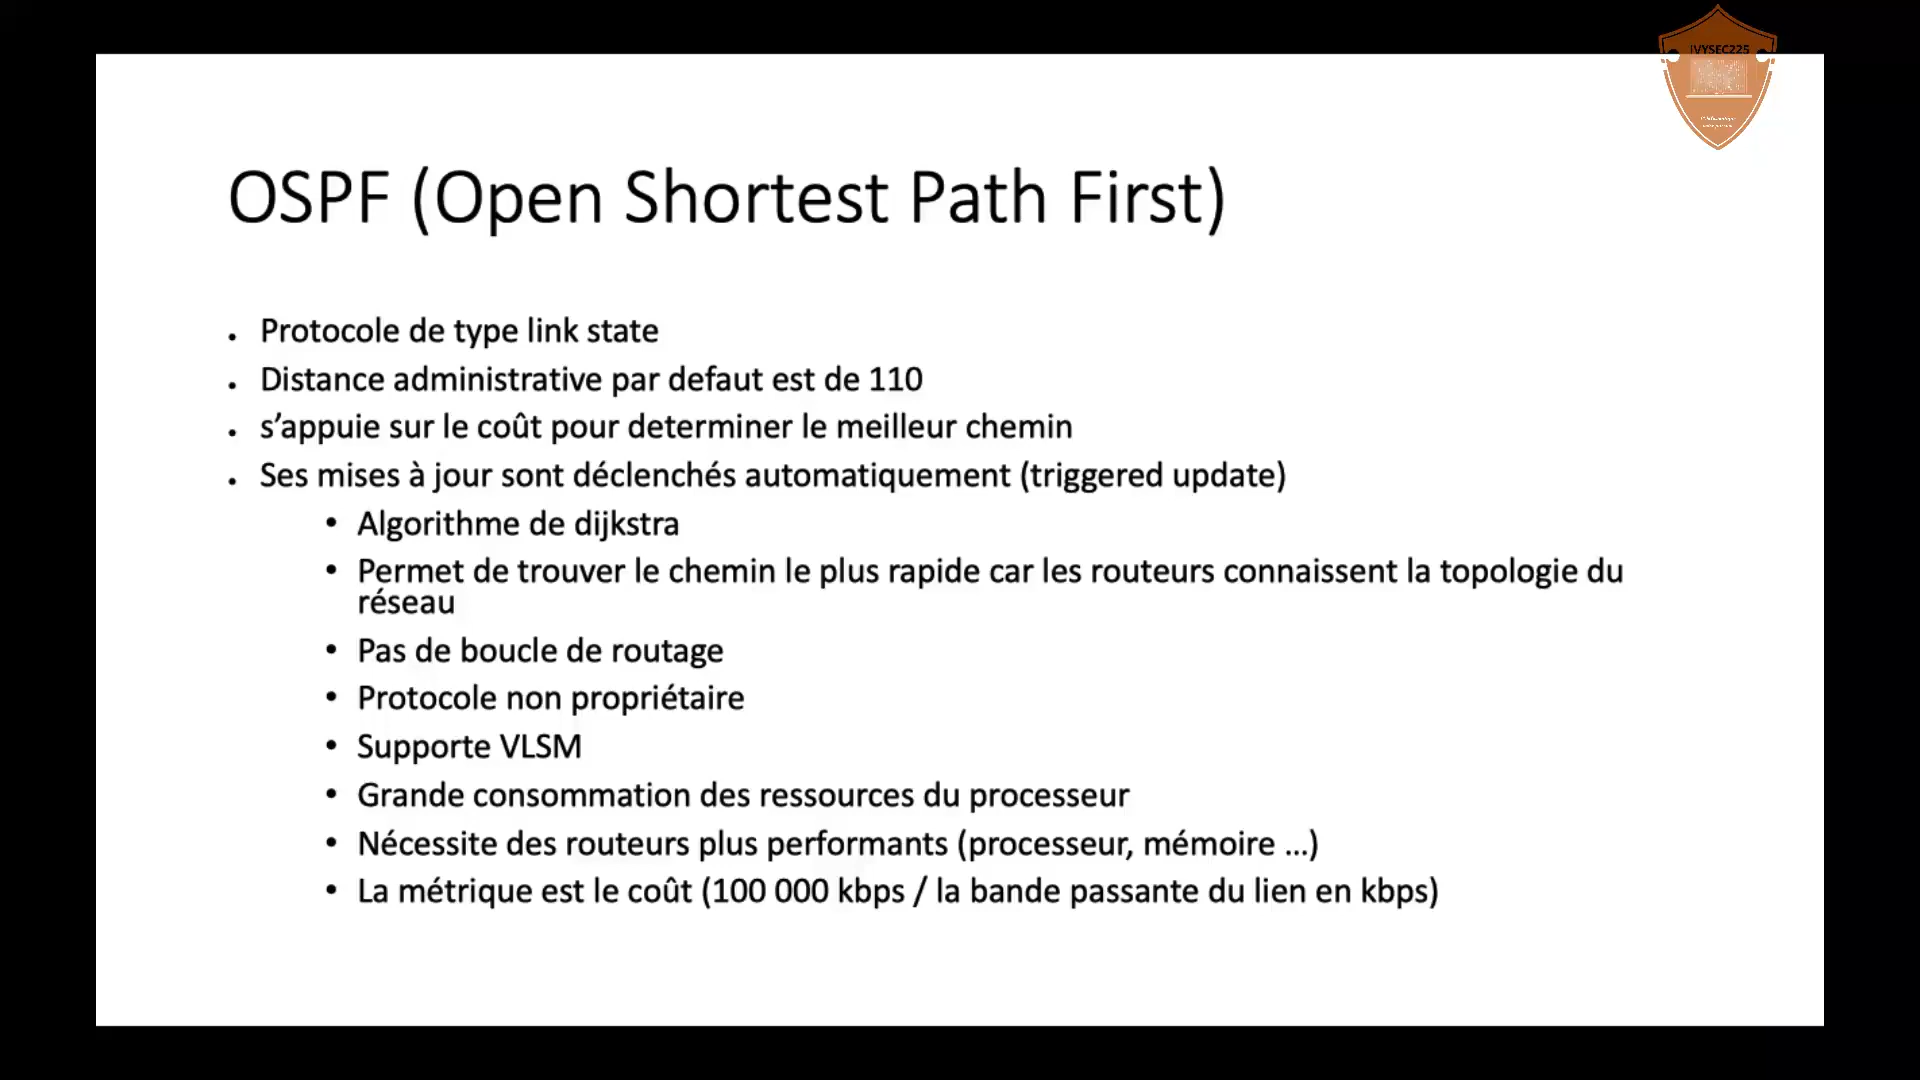 IVYSEC225
OSPF (Open Shortest Path First)
• Protocole de type link state
• Distance administrative par defaut est de 110
• s’appuie sur le coût pour determiner le meilleur chemin
• Ses mises à jour sont déclenchés automatiquement (triggered update)
• Algorithme de dijkstra
• Permet de trouver le chemin le plus rapide car les routeurs connaissent la topologie du
réseau
• Pas de boucle de routage
• Protocole non propriétaire
• Supporte VLSM
• Grande consommation des ressources du processeur
• Nécessite des routeurs plus performants (processeur, mémoire ...)
• La métrique est le coût (100 000 kbps / la bande passante du lien en kbps)